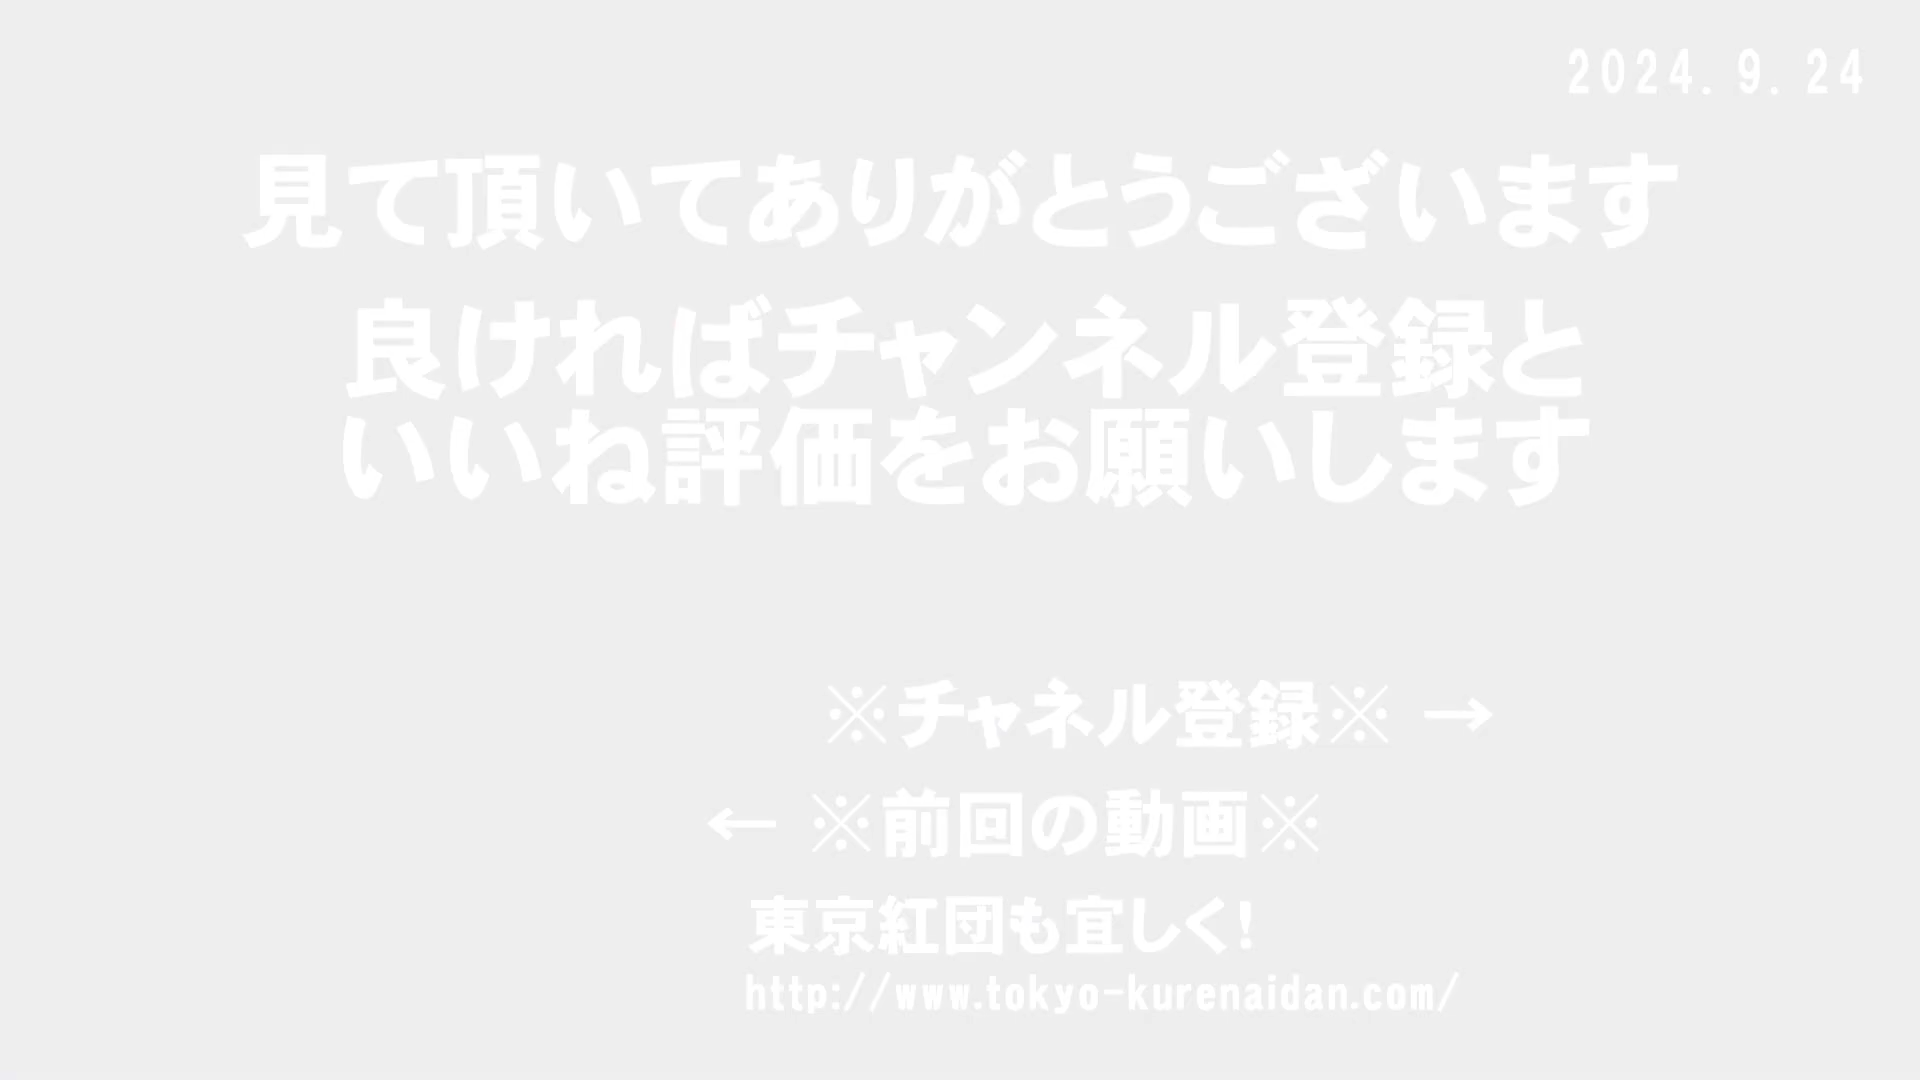 2024.9.24
見て頂いてありがとうございます
良ければチャンネル登録と
いいね評価をお願いします
※チャネル登録※ →
← ※前回の動画※
東京紅団も宜しく!
http://www.tokyo-kurenaidan.com/